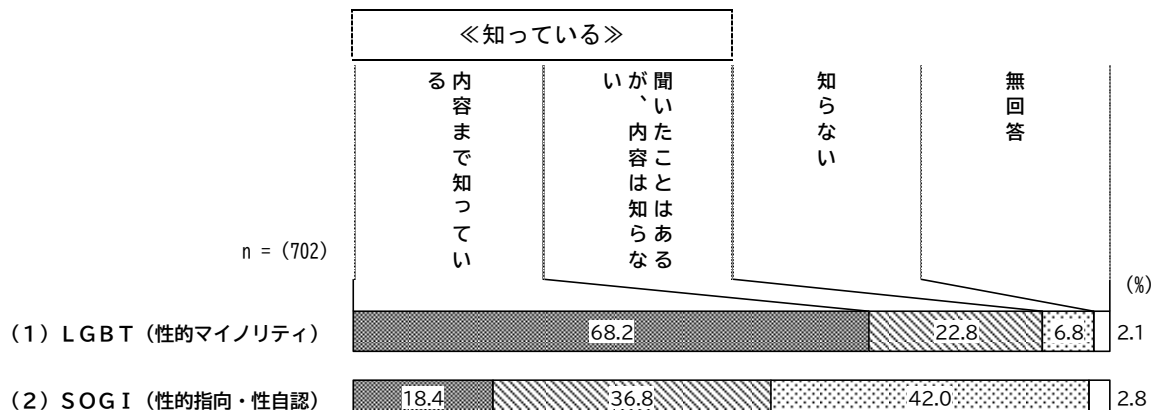 ≪知っている≫
内容まで知ってい
る
聞いたことはある
が、内容は知らな
い
知らない
無回答
n = (702)
(%)
(1) LGBT (性的マイノリティ) 68.2 22.8 6.8 2.1
(2) SOGI (性的指向・性自認) 18.4 36.8 42.0 2.8